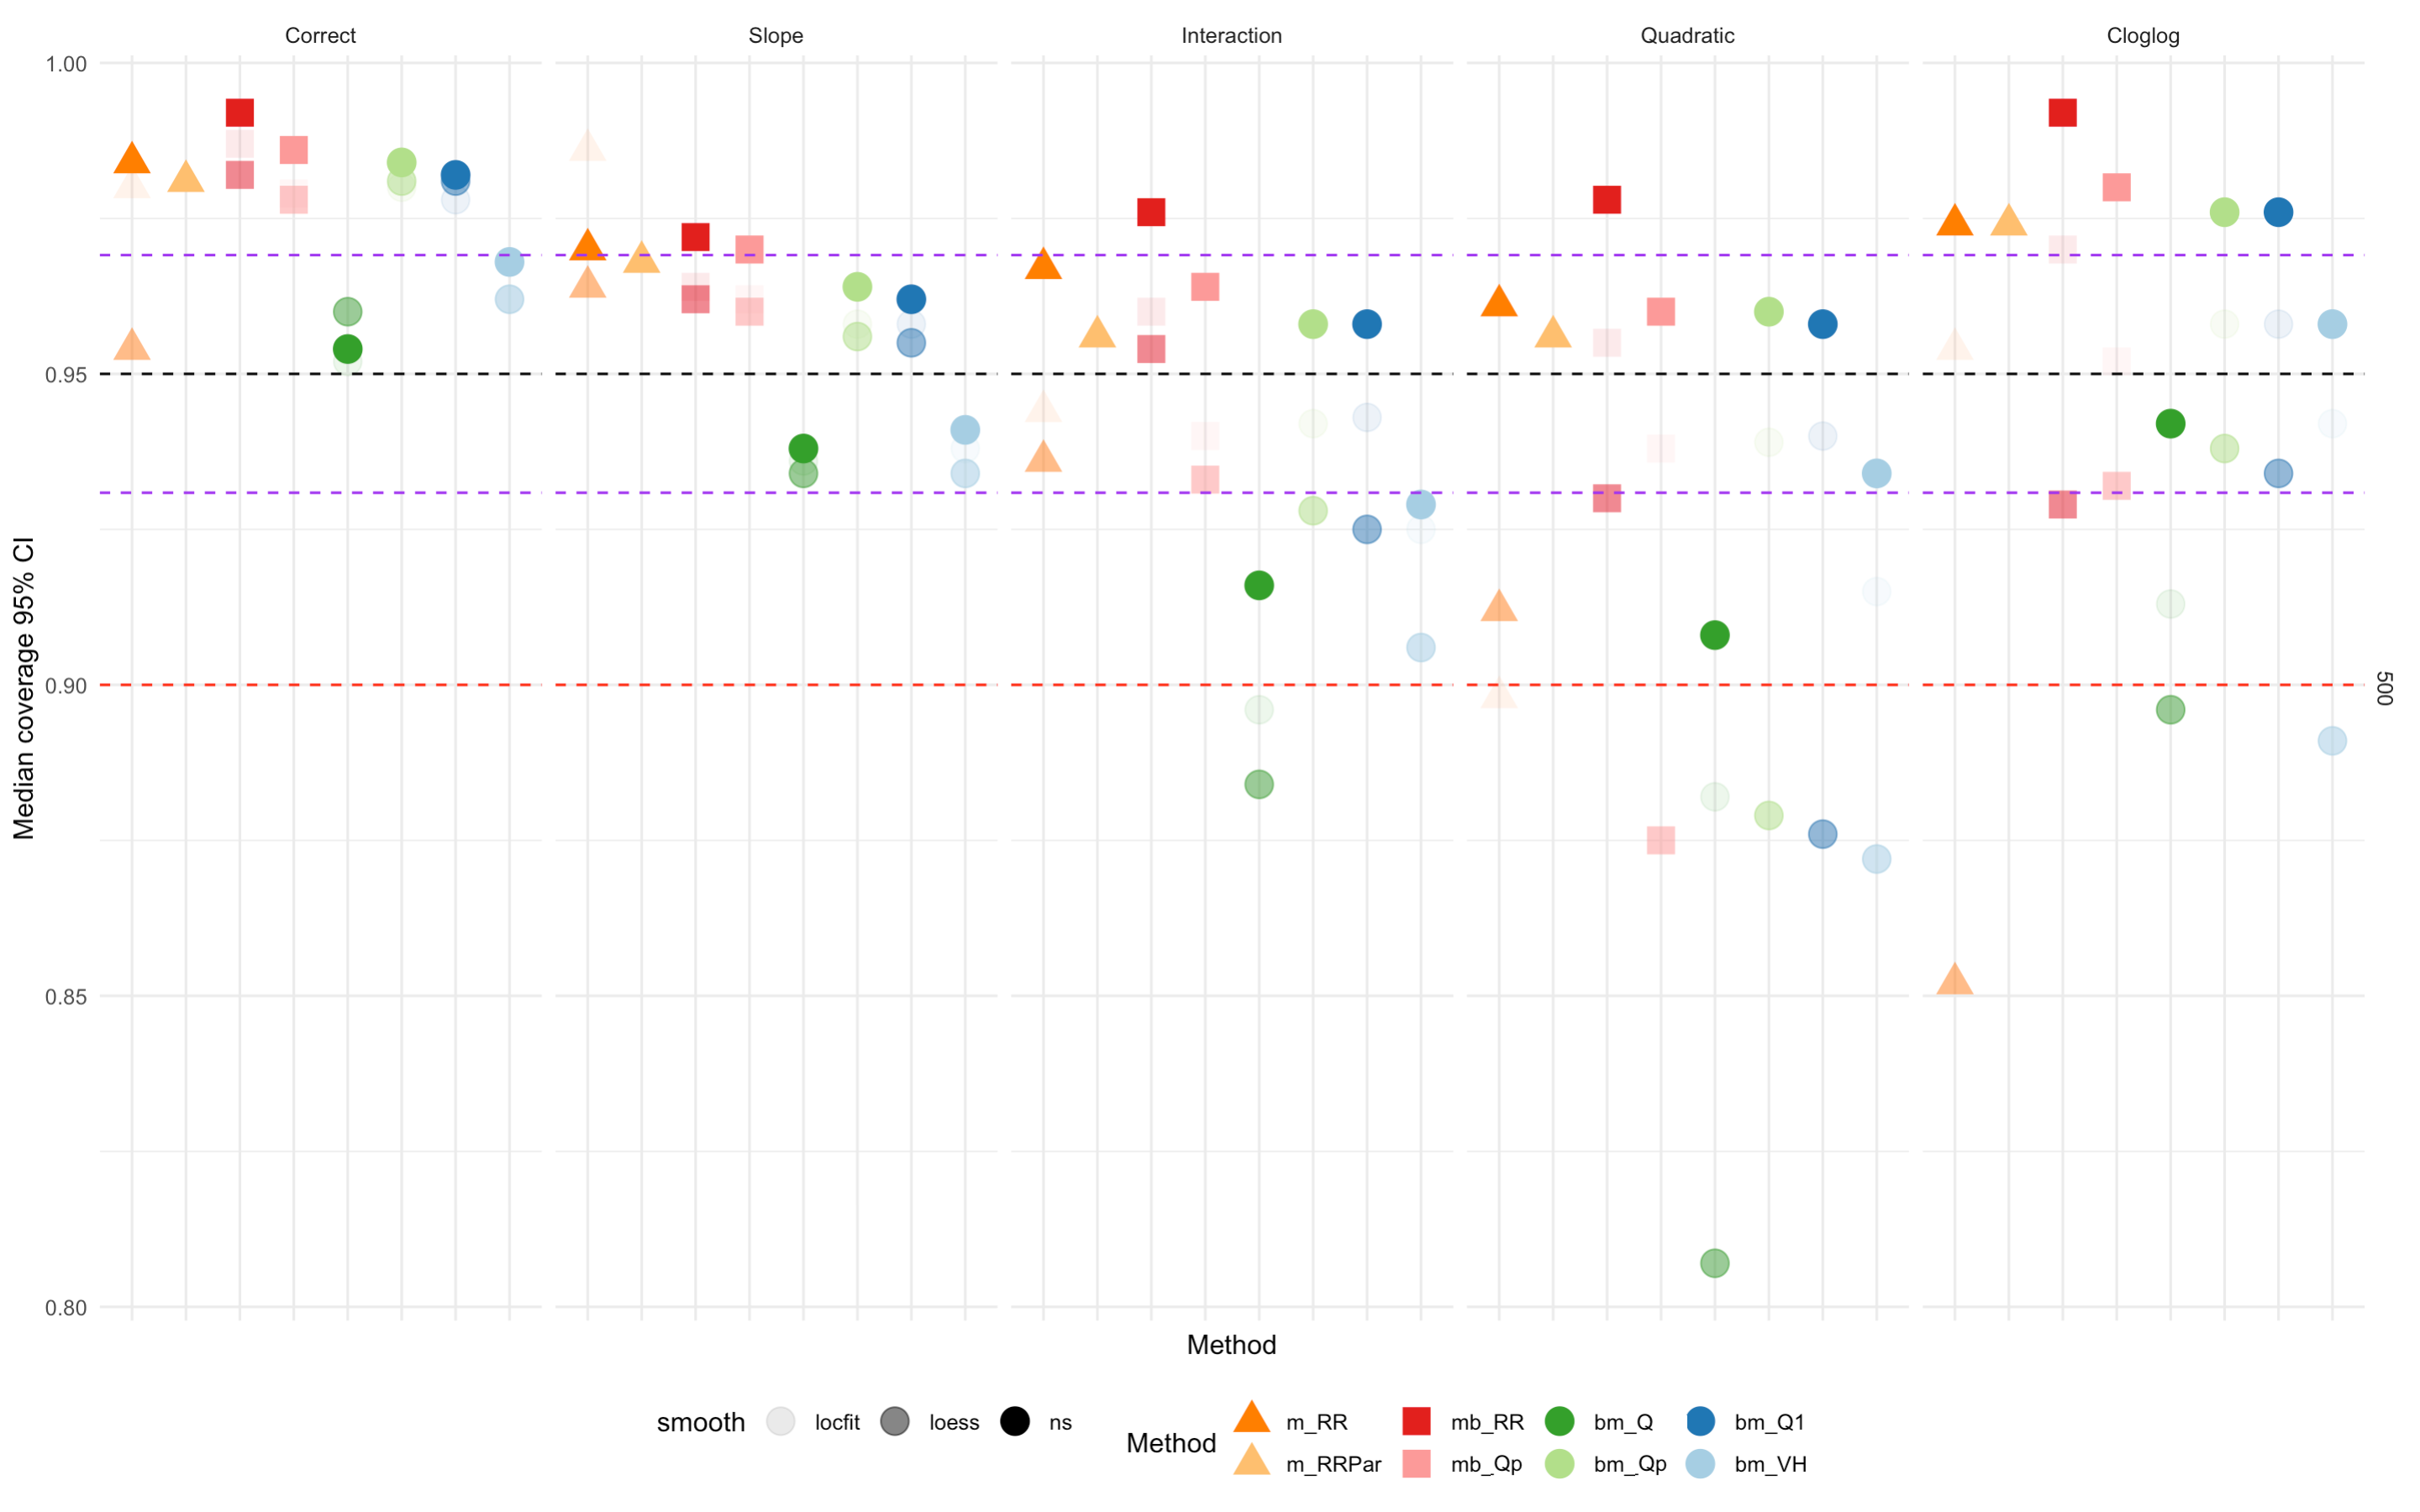 Correct
Slope
Interaction
Quadratic
Cloglog
1.00
0.95
0.90
0.85
0.80
Median coverage 95% CI
500
Method
smooth
locfit
loess
ns
Method
m_RR
mb_RR
bm_Q
bm_Q1
m_RRPar
mb_Qp
bm_Qp
bm_VH